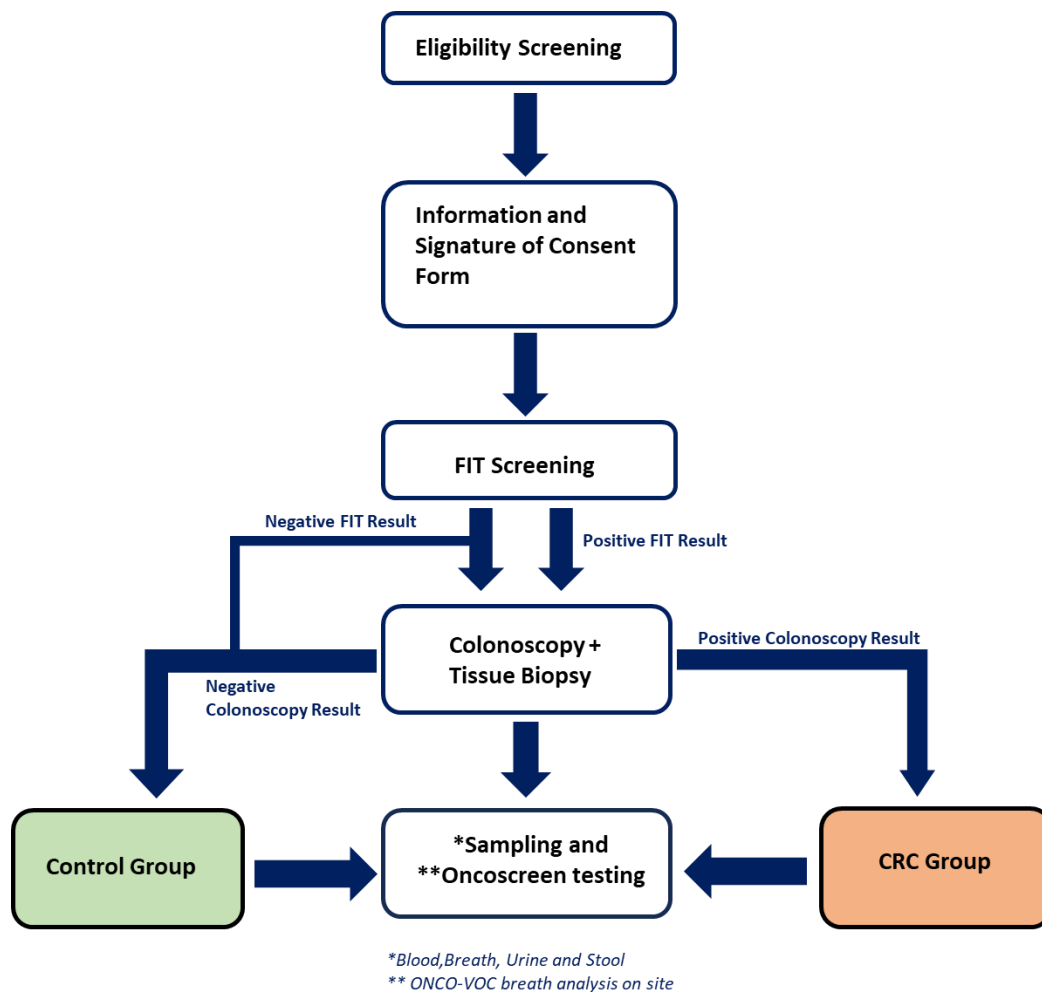 Eligibility Screening
Information and
Signature of Consent
Form
FIT Screening
Negative FIT Result
Positive FIT Result
Colonoscopy +
Tissue Biopsy
Positive Colonoscopy Result
Negative
Colonoscopy Result
Control Group
*Sampling and
**Oncoscreen testing
CRC Group
*Blood,Breath, Urine and Stool
** ONCO-VOC breath analysis on site